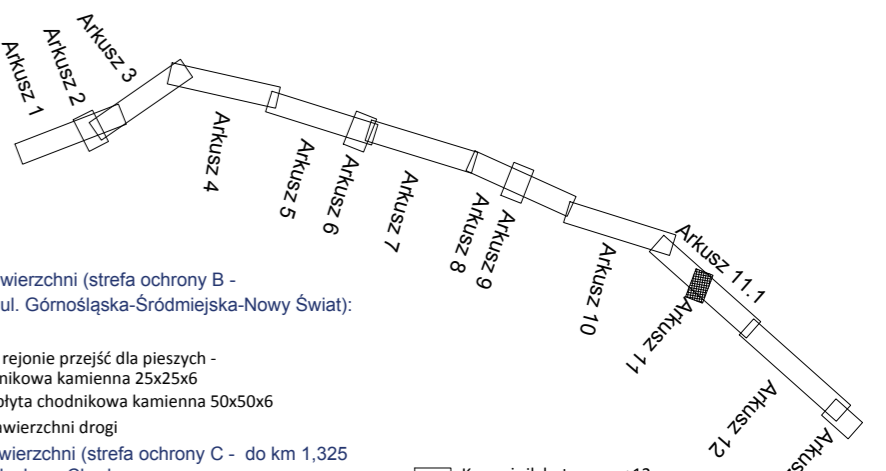 Arkusz 1
Arkusz 2
Arkusz 3
Arkusz 4
Arkusz 5
Arkusz 6
Arkusz 7
Arkusz 8
Arkusz 9
Arkusz 10
Arkusz 11.1
Arkusz 11
Arkusz 12
wierzchni (strefa ochrony B -
ul. Górnośląska-Śródmiejska-Nowy Świat):
rejonie przejść dla pieszych -
nikowa kamienna 25x25x6
płyta chodnikowa kamienna 50x50x6
wierzchni drogi
wierzchni (strefa ochrony C - do km 1,325